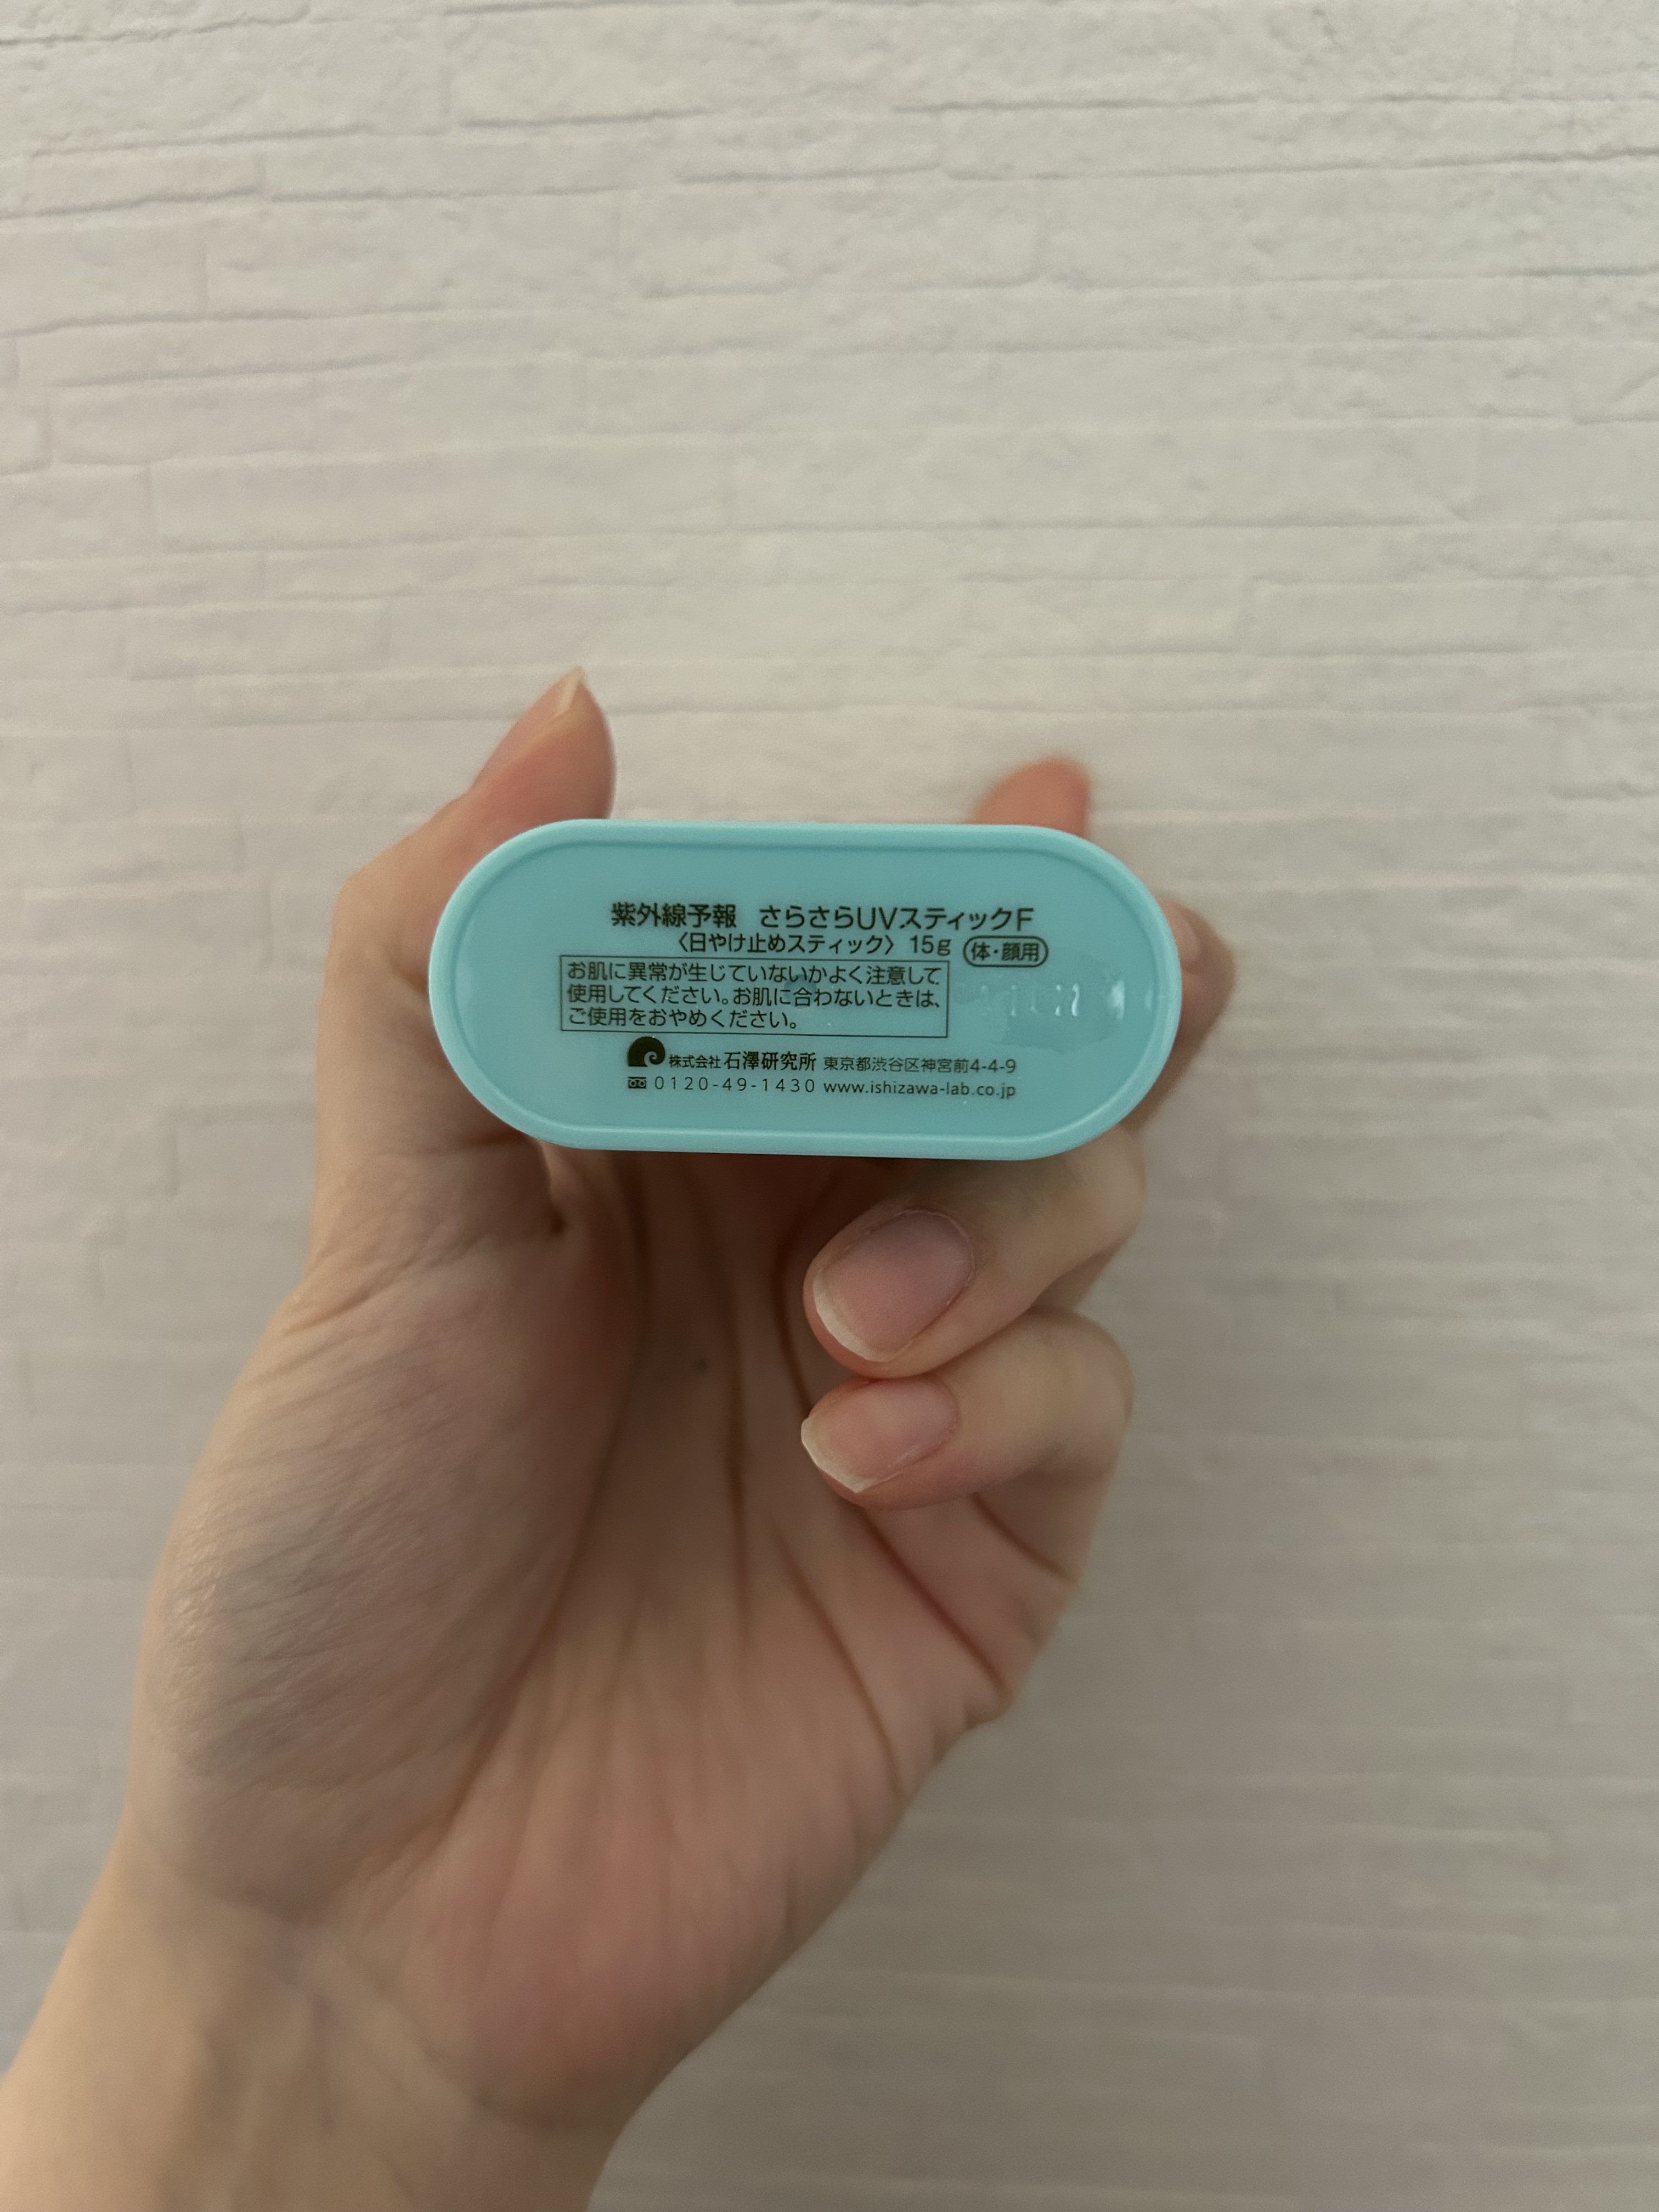 紫外線予報 さらさらUVスティックF
〈日やけ止めスティック〉 15g 体・顔用
お肌に異常が生じていないかよく注意して
使用してください。お肌に合わないときは、
ご使用をおやめください。
株式会社 石澤研究所 東京都渋谷区神宮前4-4-9
0120-49-1430 www.ishizawa-lab.co.jp